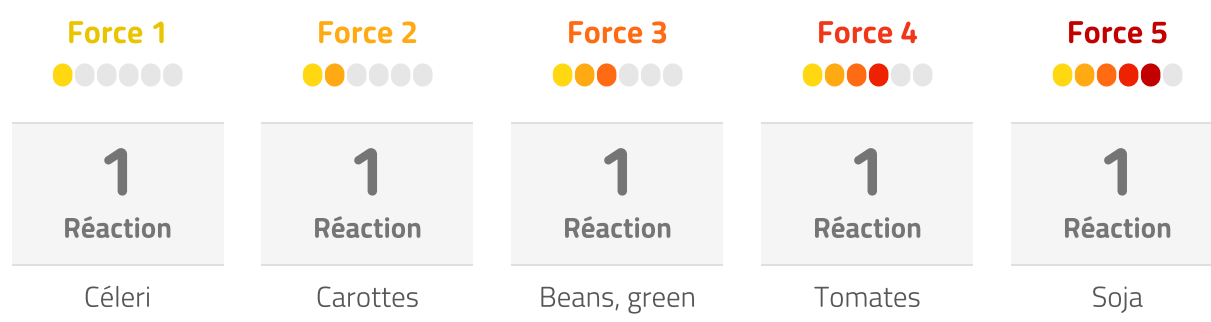 Force 1
Force 2
Force 3
Force 4
Force 5
1
Réaction
1
Réaction
1
Réaction
1
Réaction
1
Réaction
Céleri
Carottes
Beans, green
Tomates
Soja